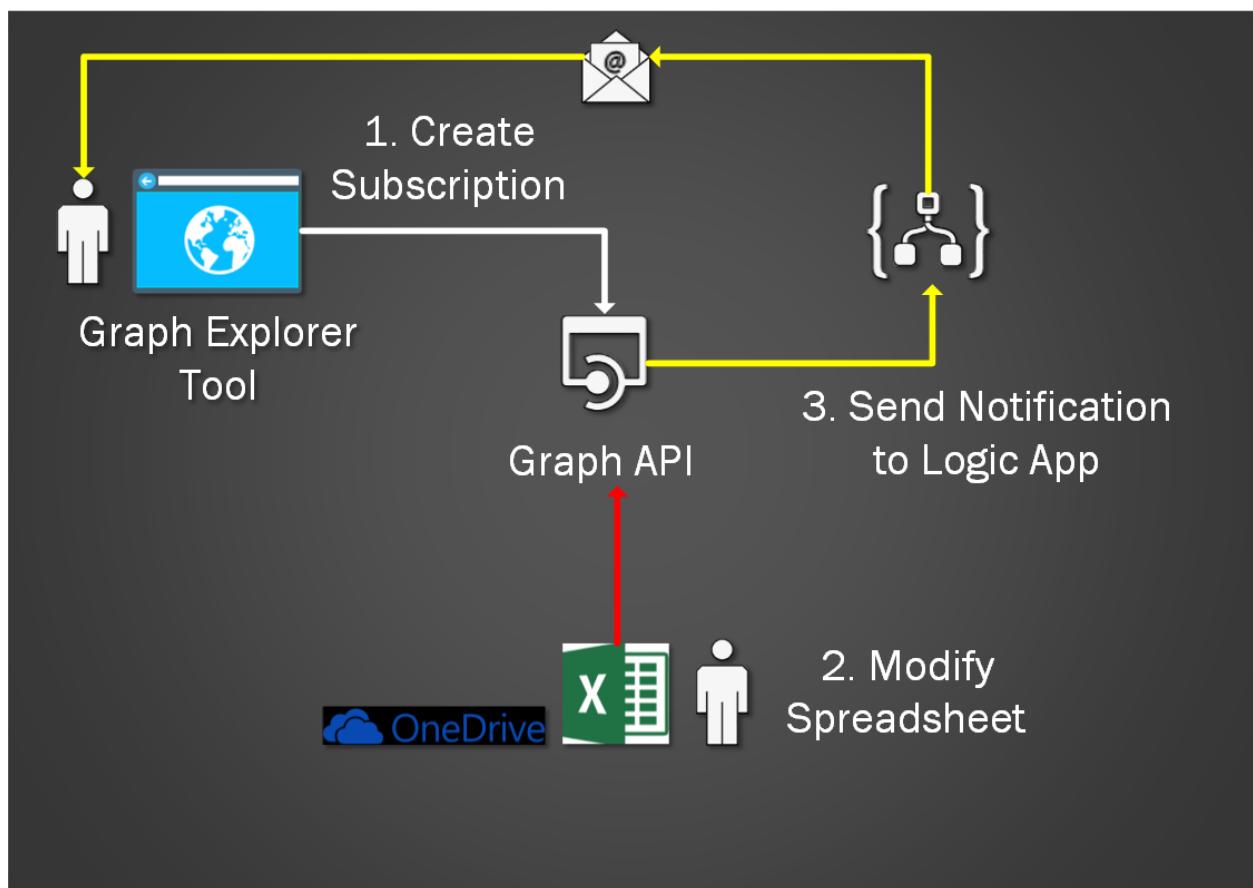 @
1. Create
Subscription
Graph Explorer
Tool
Graph API
3. Send Notification
to Logic App
X
OneDrive
2. Modify
Spreadsheet